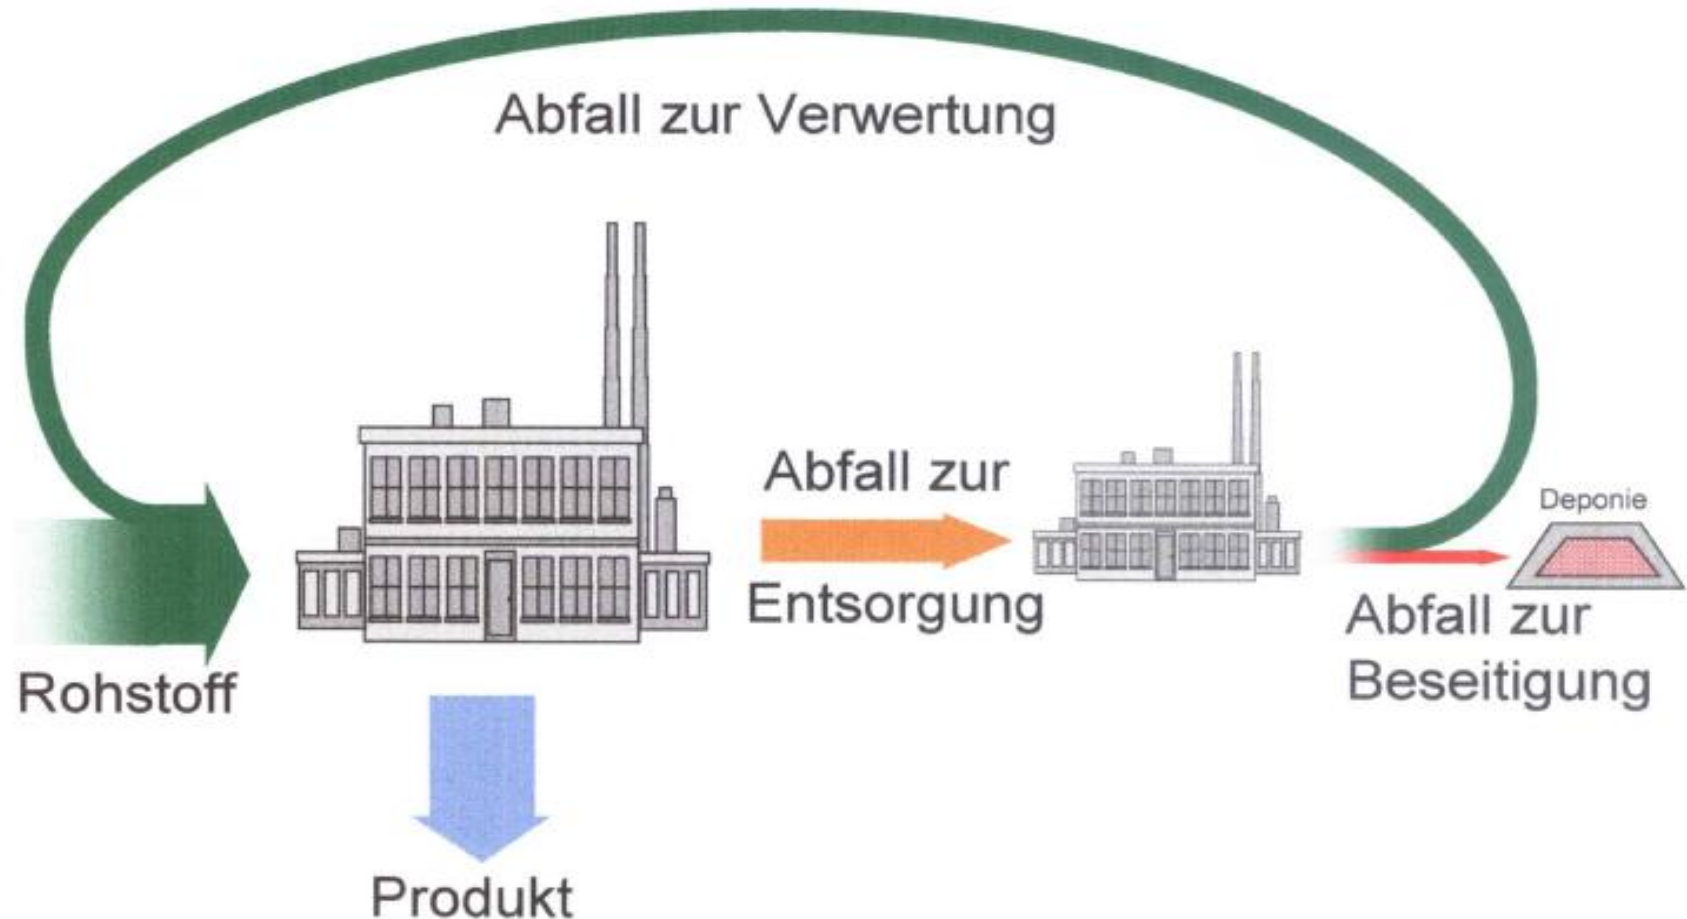 Abfall zur Verwertung
Abfall zur
Entsorgung
Deponie
Abfall zur
Beseitigung
Rohstoff
Produkt